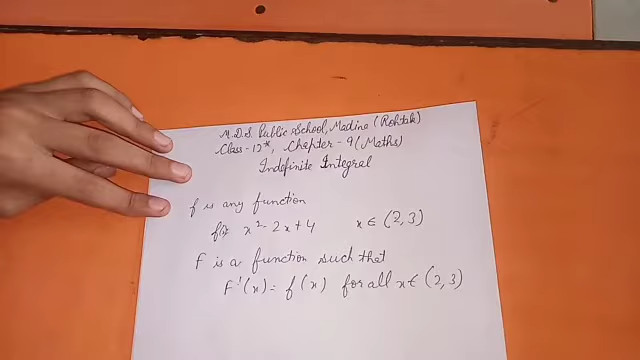 M.D.S. Public School, Madina (Rohtak)
Class - 12th, Chapter - 9 (Maths)
Indefinite Integral
f is any function
f(x) x² - 2x + 4 x ∈ (2, 3)
F is a function such that
F'(x) = f(x) for all x ∈ (2, 3)